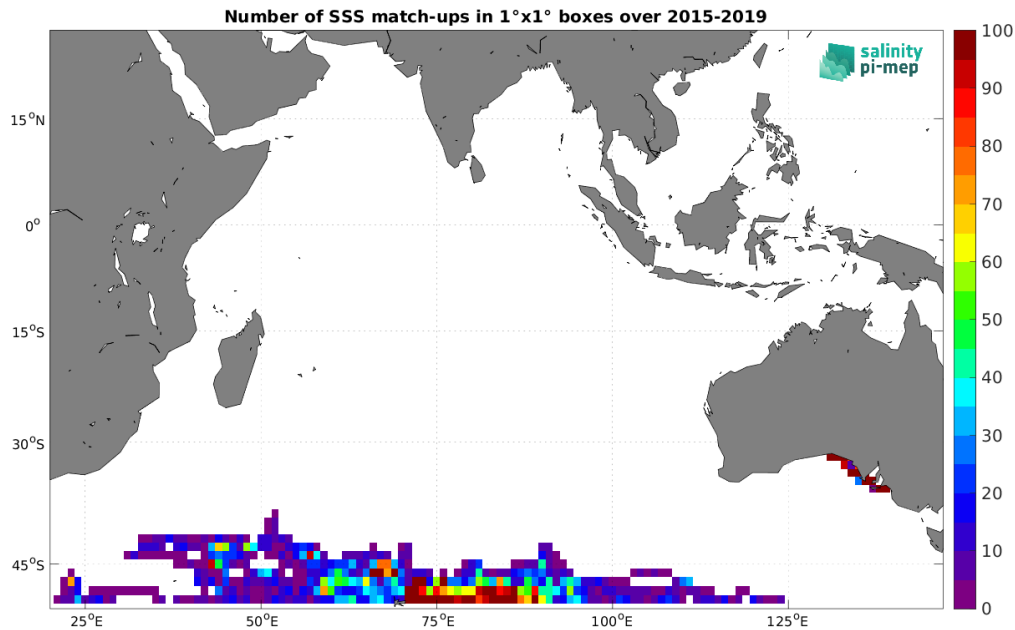 Number of SSS match-ups in 1°x1° boxes over 2015-2019
salinity
pi-mep
100
90
80
70
60
50
40
30
20
10
0
15°N
0°
15°S
30°S
45°S
25°E
50°E
75°E
100°E
125°E